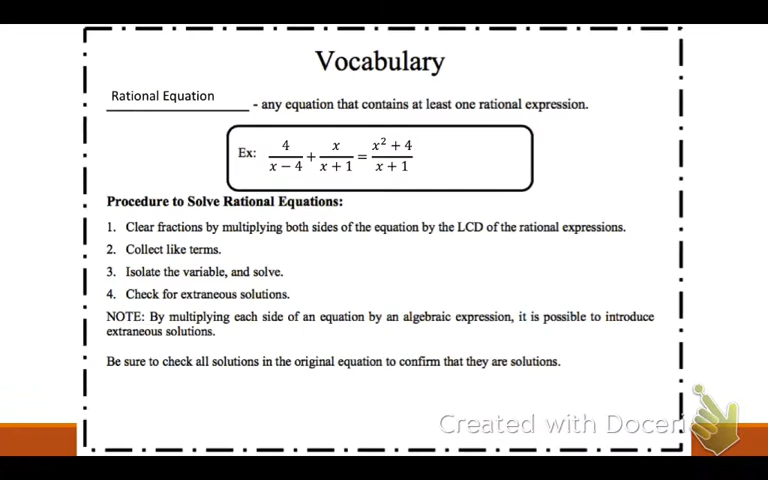 Vocabulary
Rational Equation
- any equation that contains at least one rational expression.
Ex: 4/(x − 4) + x/(x + 1) = (x² + 4)/(x + 1)
Procedure to Solve Rational Equations:
1. Clear fractions by multiplying both sides of the equation by the LCD of the rational expressions.
2. Collect like terms.
3. Isolate the variable, and solve.
4. Check for extraneous solutions.
NOTE: By multiplying each side of an equation by an algebraic expression, it is possible to introduce
extraneous solutions.
Be sure to check all solutions in the original equation to confirm that they are solutions.
Created with Doceri